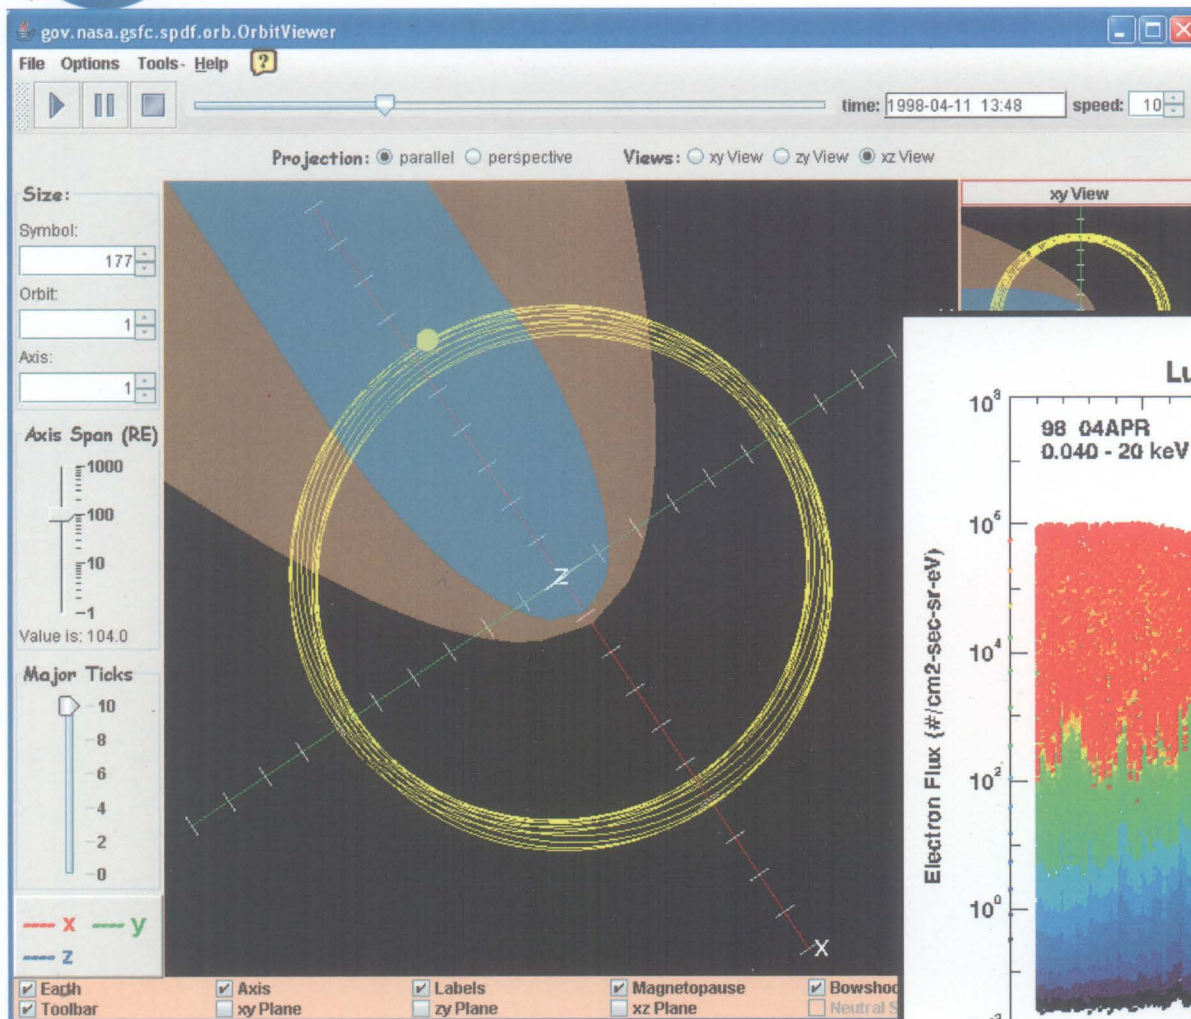 gov.nasa.gsfc.spdf.orb.OrbitViewer
File Options Tools Help ?
time: 1998-04-11 13:48 speed: 10
Projection: parallel perspective Views: xy View zy View xz View
Size:
Symbol:
177
Orbit:
1
Axis:
1
Axis Span (RE)
1000
100
10
1
Value is: 104.0
Major Ticks
10
8
6
4
2
0
x y
z
Z
X
xy View
Lu
98 04APR
0.040 - 20 keV
Electron Flux (#/cm2-sec-sr-eV)
10^8
10^6
10^4
10^2
10^0
Earth Axis Labels Magnetopause Bowshoc
Toolbar xy Plane zy Plane xz Plane Neutral S